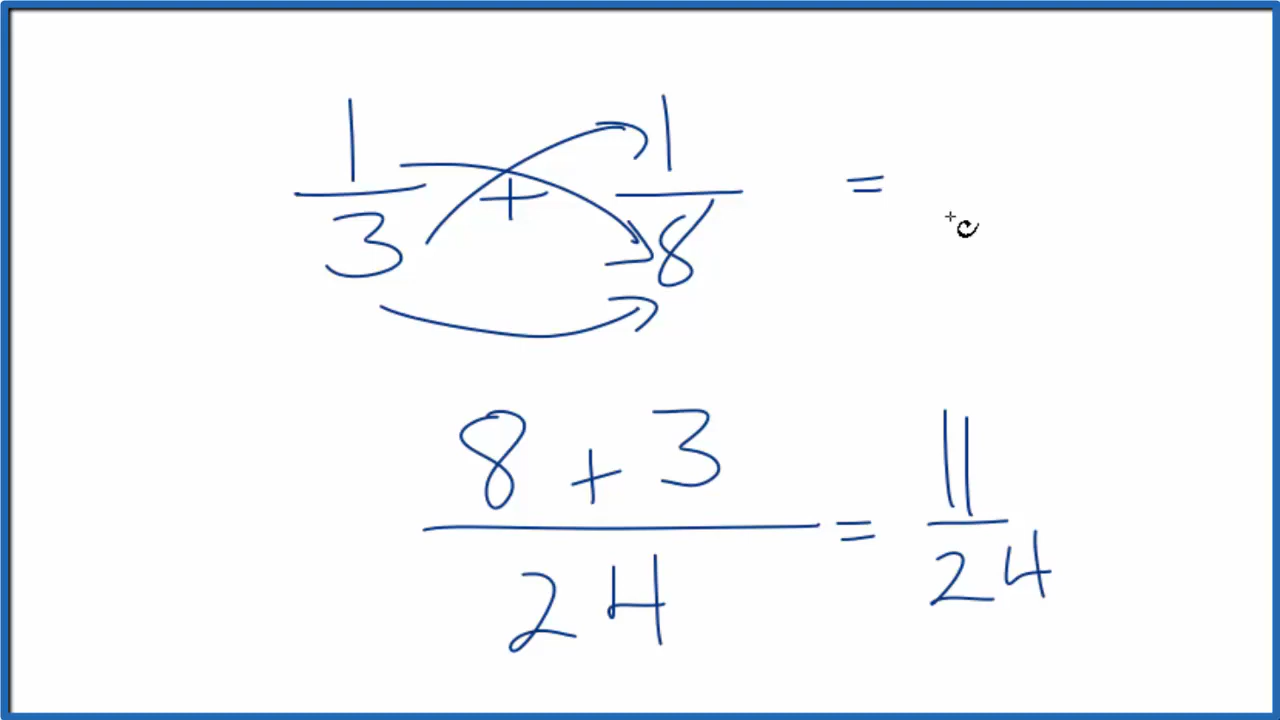 1/3 + 1/8 =
8 + 3/24 = 11/24